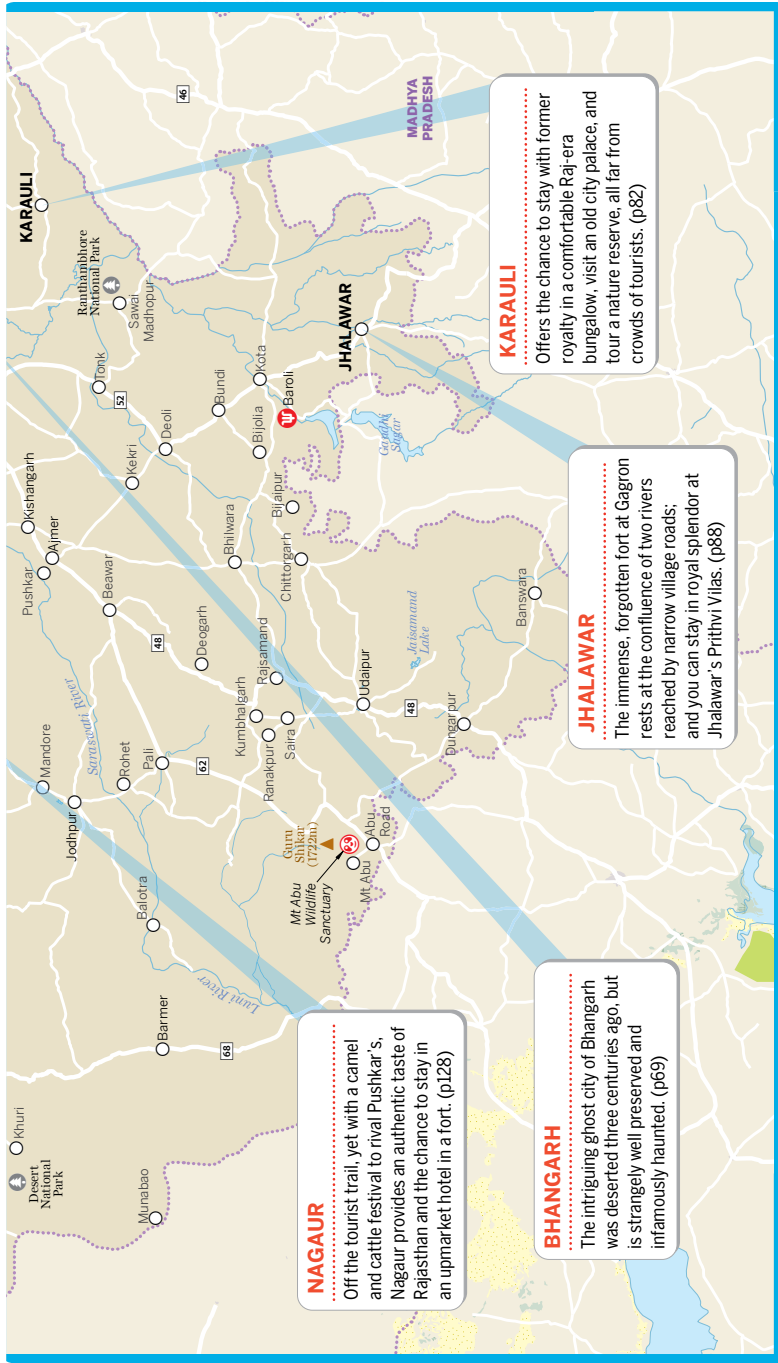 Khuri
Desert
National
Park
Munabao
Barmer
68
Balotra
Luni River
Jodhpur
Mandore
Saraswati River
Rohet
Pali
62
Pushkar
Kishangarh
Ajmer
Beawar
48
Deogarh
Kumbhalgarh
Rajsamand
Ranakpur
Saira
Guru
Shikar
(1722m)
Mt Abu
Wildlife
Sanctuary
Mt Abu
Abu
Road
Udaipur
48
Jaisamand
Lake
Dungarpur
Banswara
Kekri
Deoli
Tonk
52
Bhilwara
Chittorgarh
Bijaipur
Bijolia
Bundi
Kota
Baroli
Gandhi
Sagar
Ranthambhore
National Park
Sawai
Madhopur
KARAULI
46
JHALAWAR
MADHYA
PRADESH
NAGAUR
Off the tourist trail, yet with a camel
and cattle festival to rival Pushkar's,
Nagaur provides an authentic taste of
Rajasthan and the chance to stay in
an upmarket hotel in a fort. (p128)
BHANGARH
The intriguing ghost city of Bhangarh
was deserted three centuries ago, but
is strangely well preserved and
infamously haunted. (p69)
JHALAWAR
The immense, forgotten fort at Gagron
rests at the confluence of two rivers
reached by narrow village roads;
and you can stay in royal splendor at
Jhalawar's Prithvi Vilas. (p88)
KARAULI
Offers the chance to stay with former
royalty in a comfortable Raj-era
bungalow, visit an old city palace, and
tour a nature reserve, all far from
crowds of tourists. (p82)